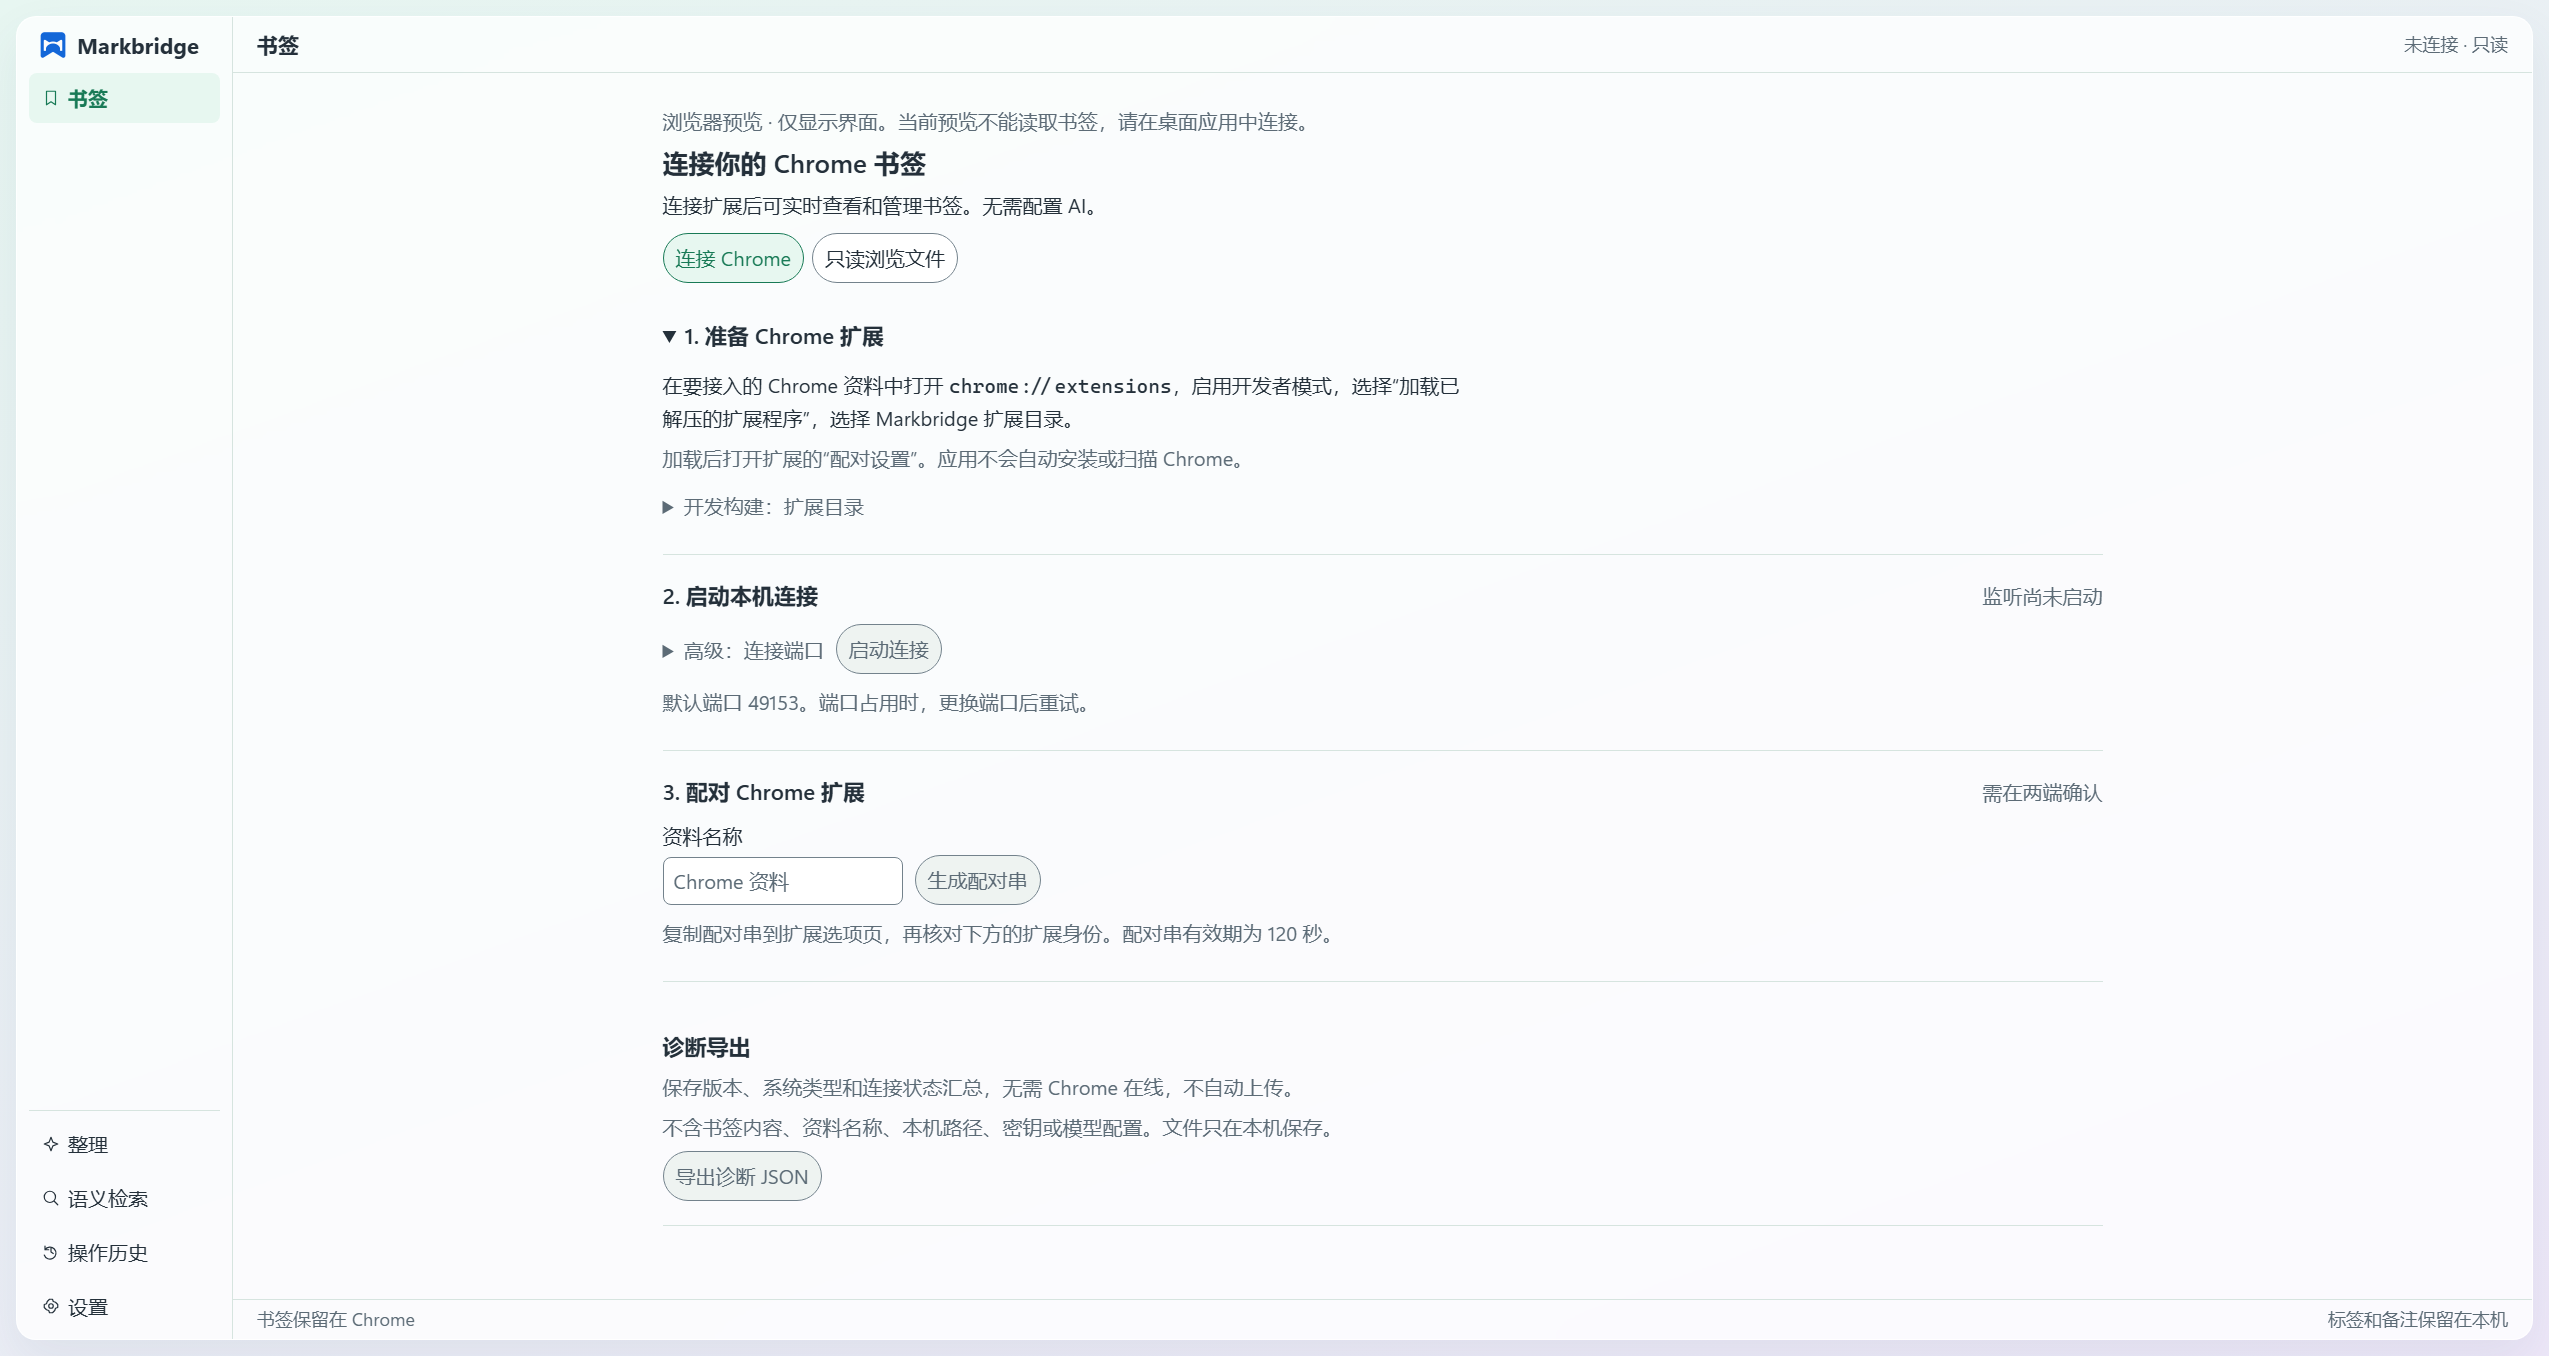 Markbridge
书签
未连接 · 只读
书签
浏览器预览 · 仅显示界面。当前预览不能读取书签，请在桌面应用中连接。
连接你的 Chrome 书签
连接扩展后可实时查看和管理书签。无需配置 AI。
连接 Chrome
只读浏览文件
▼ 1. 准备 Chrome 扩展
在要接入的 Chrome 资料中打开 chrome://extensions，启用开发者模式，选择“加载已
解压的扩展程序”，选择 Markbridge 扩展目录。
加载后打开扩展的“配对设置”。应用不会自动安装或扫描 Chrome。
▶ 开发构建：扩展目录
2. 启动本机连接
监听尚未启动
▶ 高级：连接端口
启动连接
默认端口 49153。端口占用时，更换端口后重试。
3. 配对 Chrome 扩展
需在两端确认
资料名称
Chrome 资料
生成配对串
复制配对串到扩展选项页，再核对下方的扩展身份。配对串有效期为 120 秒。
诊断导出
保存版本、系统类型和连接状态汇总，无需 Chrome 在线，不自动上传。
不含书签内容、资料名称、本机路径、密钥或模型配置。文件只在本机保存。
导出诊断 JSON
整理
语义检索
操作历史
设置
书签保留在 Chrome
标签和备注保留在本机